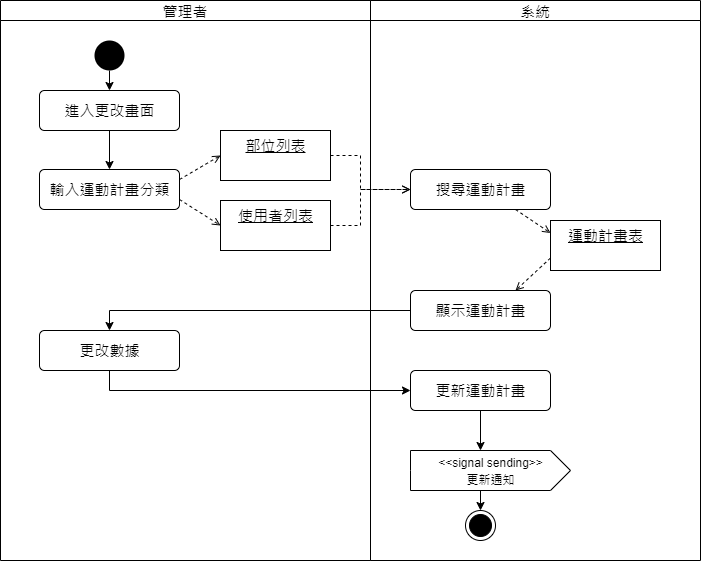 管理者
系統
進入更改畫面
輸入運動計畫分類
部位列表
使用者列表
搜尋運動計畫
運動計畫表
顯示運動計畫
更改數據
更新運動計畫
<<signal sending>>
更新通知